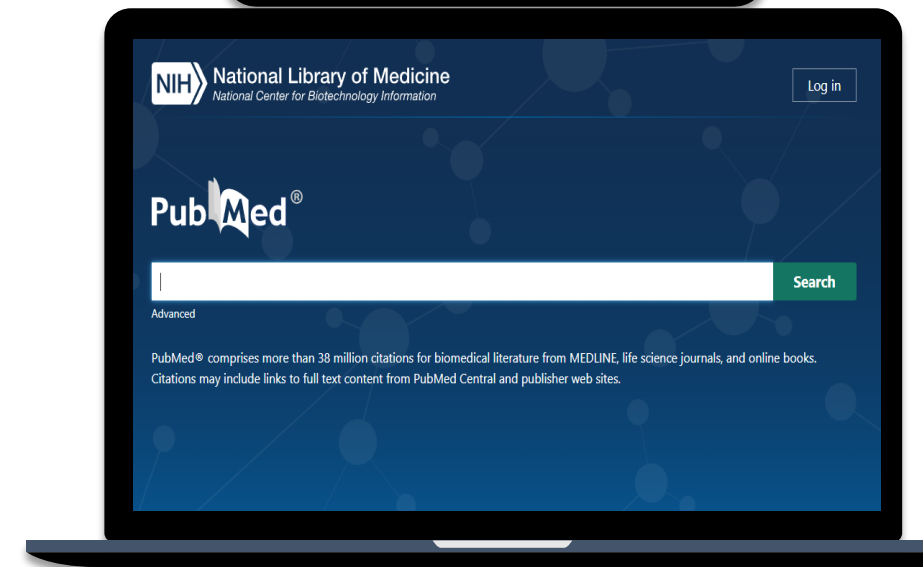 NIH National Library of Medicine
National Center for Biotechnology Information
Log in
PubMed®
Search
Advanced
PubMed® comprises more than 38 million citations for biomedical literature from MEDLINE, life science journals, and online books.
Citations may include links to full text content from PubMed Central and publisher web sites.